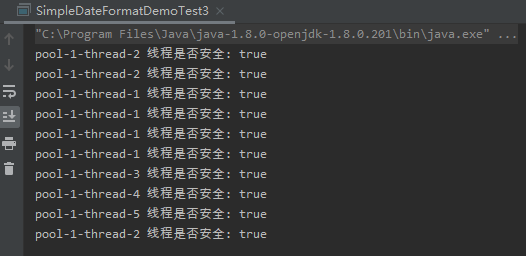 SimpleDateFormatDemoTest3
"C:\Program Files\Java\java-1.8.0-openjdk-1.8.0.201\bin\java.exe" ...
pool-1-thread-2 线程是否安全: true
pool-1-thread-2 线程是否安全: true
pool-1-thread-1 线程是否安全: true
pool-1-thread-1 线程是否安全: true
pool-1-thread-1 线程是否安全: true
pool-1-thread-1 线程是否安全: true
pool-1-thread-3 线程是否安全: true
pool-1-thread-4 线程是否安全: true
pool-1-thread-5 线程是否安全: true
pool-1-thread-2 线程是否安全: true